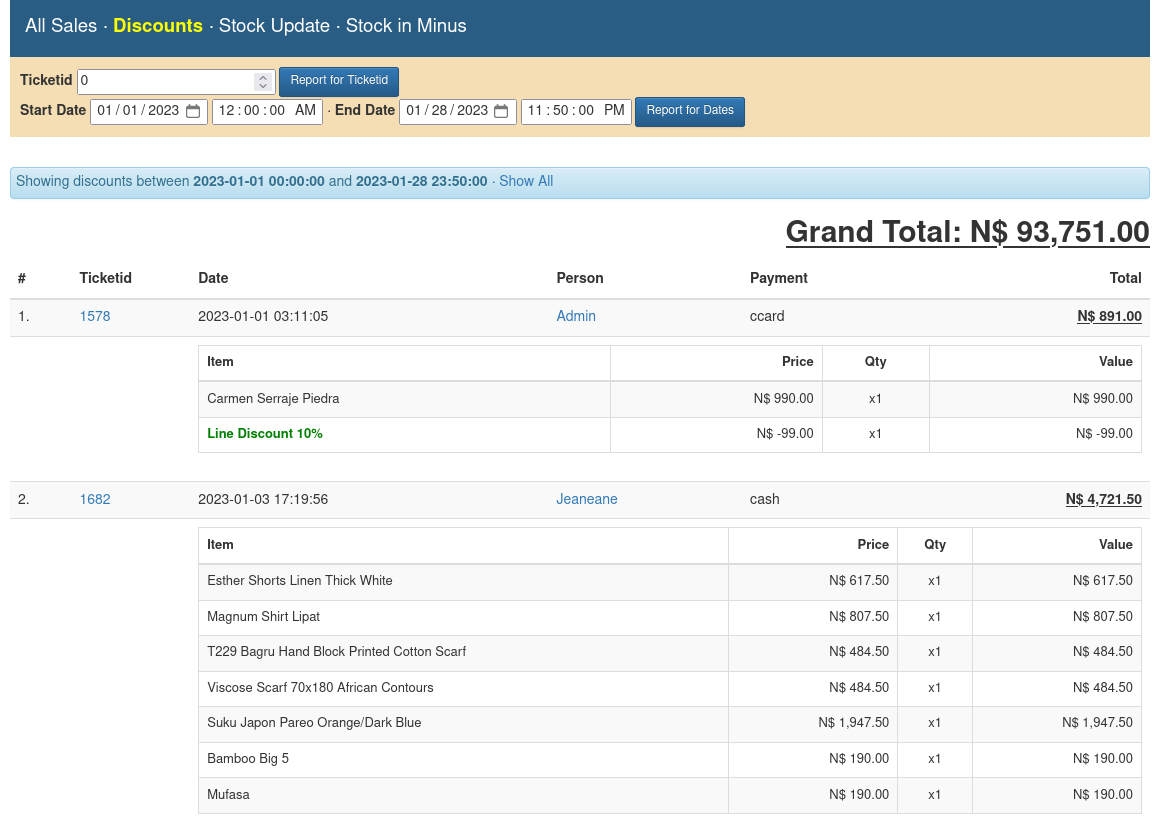 All Sales · Discounts · Stock Update · Stock in Minus
Ticketid 0 Report for Ticketid
Start Date 01/01/2023 12:00:00 AM · End Date 01/28/2023 11:50:00 PM Report for Dates
Showing discounts between 2023-01-01 00:00:00 and 2023-01-28 23:50:00 · Show All
Grand Total: N$ 93,751.00
# Ticketid Date Person Payment Total
1. 1578 2023-01-01 03:11:05 Admin ccard N$ 891.00
Item Price Qty Value
Carmen Serraje Piedra N$ 990.00 x1 N$ 990.00
Line Discount 10% N$ -99.00 x1 N$ -99.00
2. 1682 2023-01-03 17:19:56 Jeaneane cash N$ 4,721.50
Item Price Qty Value
Esther Shorts Linen Thick White N$ 617.50 x1 N$ 617.50
Magnum Shirt Lipat N$ 807.50 x1 N$ 807.50
T229 Bagru Hand Block Printed Cotton Scarf N$ 484.50 x1 N$ 484.50
Viscose Scarf 70x180 African Contours N$ 484.50 x1 N$ 484.50
Suku Japon Pareo Orange/Dark Blue N$ 1,947.50 x1 N$ 1,947.50
Bamboo Big 5 N$ 190.00 x1 N$ 190.00
Mufasa N$ 190.00 x1 N$ 190.00